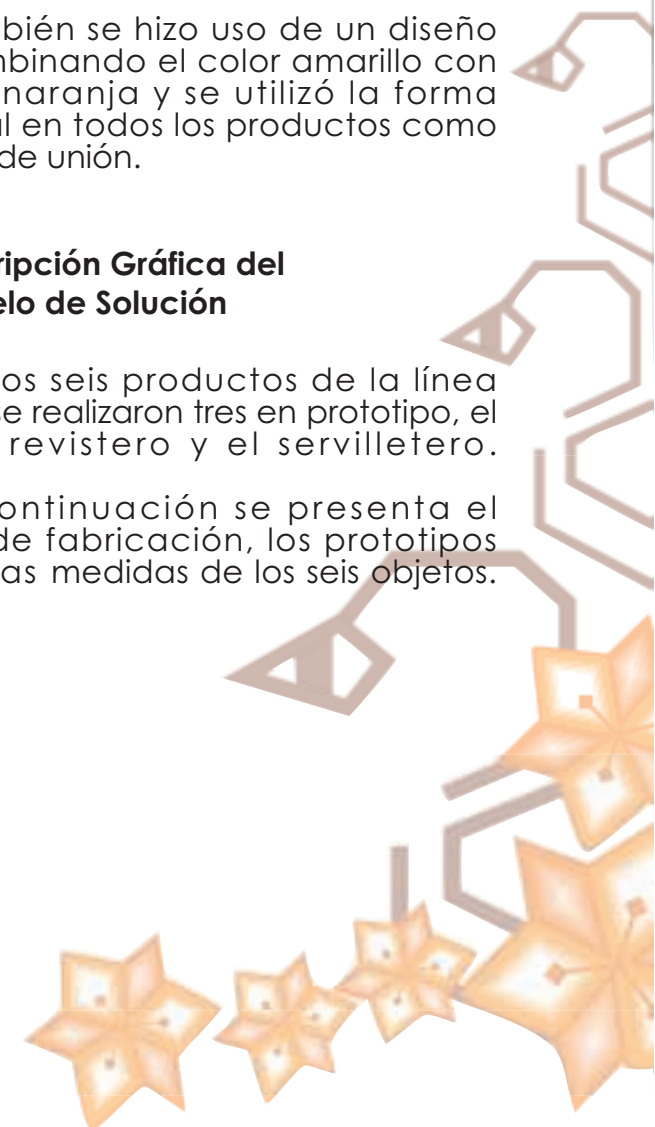 bién se hizo uso de un diseño
mbinando el color amarillo con
naranja y se utilizó la forma
al en todos los productos como
de unión.
ripción Gráfica del
elo de Solución
os seis productos de la línea
se realizaron tres en prototipo, el
revistero y el servilletero.
ontinuación se presenta el
de fabricación, los prototipos
as medidas de los seis objetos.